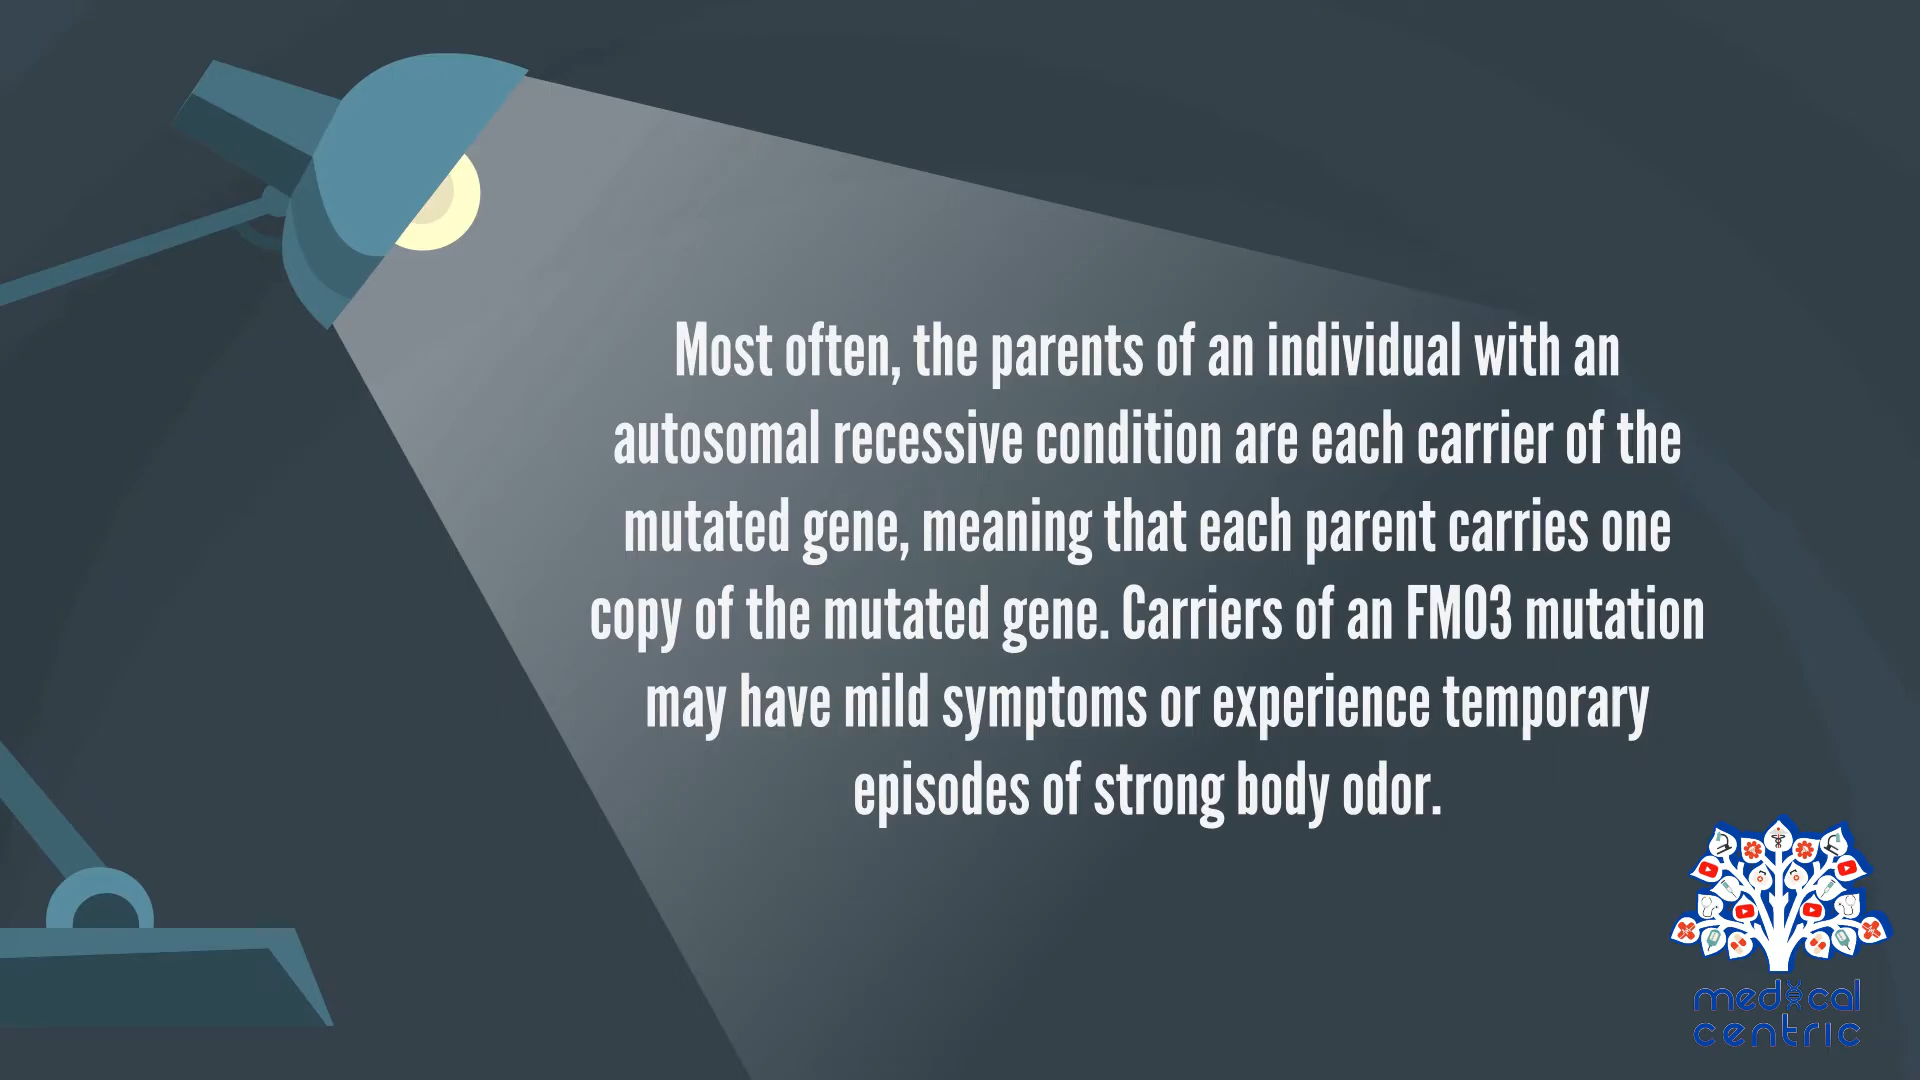 Most often, the parents of an individual with an
autosomal recessive condition are each carrier of the
mutated gene, meaning that each parent carries one
copy of the mutated gene. Carriers of an FMO3 mutation
may have mild symptoms or experience temporary
episodes of strong body odor.
medical
centric